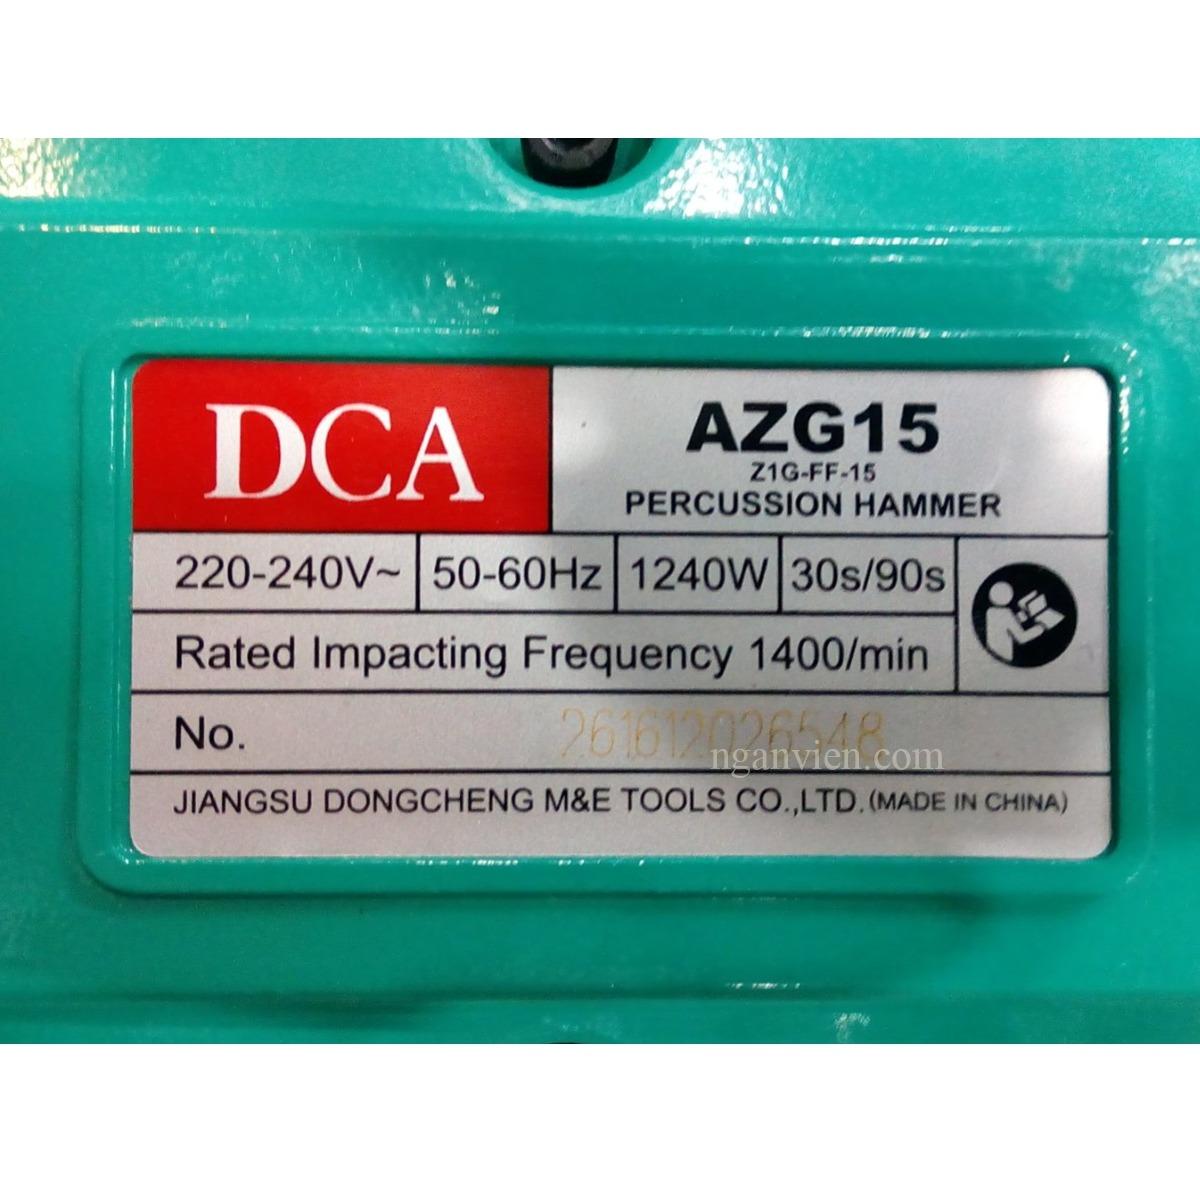 DCA
AZG15
Z1G-FF-15
PERCUSSION HAMMER
220-240V~ 50-60Hz 1240W 30s/90s
Rated Impacting Frequency 1400/min
No. 261612026548
nganvien.com
JIANGSU DONGCHENG M&E TOOLS CO.,LTD.(MADE IN CHINA)